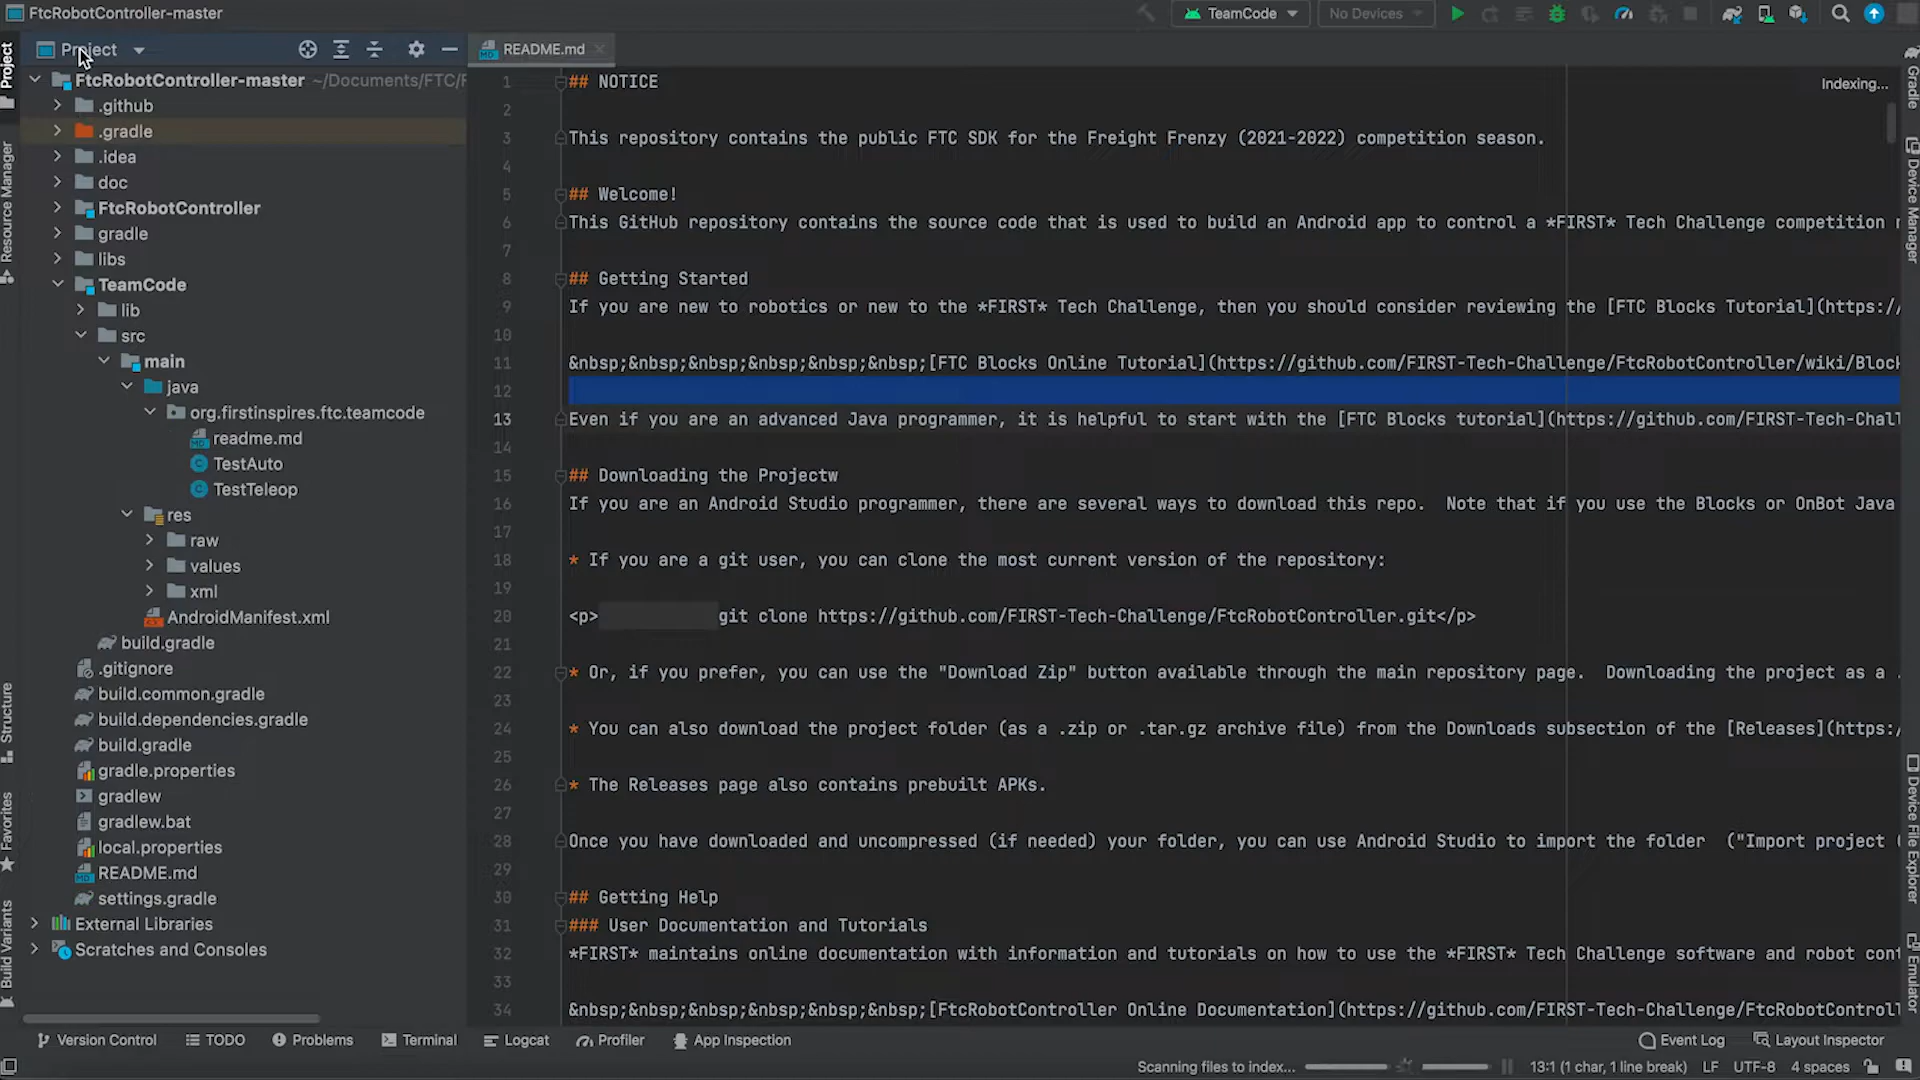 FtcRobotController-master
TeamCode
No Devices
Project
README.md
Project
Resource Manager
Structure
Favorites
Build Variants
FtcRobotController-master ~/Documents/FTC/F
.github
.gradle
.idea
doc
FtcRobotController
gradle
libs
TeamCode
lib
src
main
java
org.firstinspires.ftc.teamcode
readme.md
TestAuto
TestTeleop
res
raw
values
xml
AndroidManifest.xml
build.gradle
.gitignore
build.common.gradle
build.dependencies.gradle
build.gradle
gradle.properties
gradlew
gradlew.bat
local.properties
README.md
settings.gradle
External Libraries
Scratches and Consoles
Indexing...
1 ## NOTICE
2
3 This repository contains the public FTC SDK for the Freight Frenzy (2021-2022) competition season.
4
5 ## Welcome!
6 This GitHub repository contains the source code that is used to build an Android app to control a *FIRST* Tech Challenge competition r
7
8 ## Getting Started
9 If you are new to robotics or new to the *FIRST* Tech Challenge, then you should consider reviewing the [FTC Blocks Tutorial](https:/
10
11 &nbsp;&nbsp;&nbsp;&nbsp;&nbsp;&nbsp;[FTC Blocks Online Tutorial](https://github.com/FIRST-Tech-Challenge/FtcRobotController/wiki/Block
12
13 Even if you are an advanced Java programmer, it is helpful to start with the [FTC Blocks tutorial](https://github.com/FIRST-Tech-Chal
14
15 ## Downloading the Projectw
16 If you are an Android Studio programmer, there are several ways to download this repo.  Note that if you use the Blocks or OnBot Java
17
18 * If you are a git user, you can clone the most current version of the repository:
19
20 <p>            git clone https://github.com/FIRST-Tech-Challenge/FtcRobotController.git</p>
21
22 * Or, if you prefer, you can use the "Download Zip" button available through the main repository page.  Downloading the project as a .
23
24 * You can also download the project folder (as a .zip or .tar.gz archive file) from the Downloads subsection of the [Releases](https:/
25
26 * The Releases page also contains prebuilt APKs.
27
28 Once you have downloaded and uncompressed (if needed) your folder, you can use Android Studio to import the folder  ("Import project (
29
30 ## Getting Help
31 ### User Documentation and Tutorials
32 *FIRST* maintains online documentation with information and tutorials on how to use the *FIRST* Tech Challenge software and robot cont
33
34 &nbsp;&nbsp;&nbsp;&nbsp;&nbsp;&nbsp;[FtcRobotController Online Documentation](https://github.com/FIRST-Tech-Challenge/FtcRobotControll
Gradle
Device Manager
Device File Explorer
Emulator
Version Control
TODO
Problems
Terminal
Logcat
Profiler
App Inspection
Event Log
Layout Inspector
Scanning files to index...
13:1 (1 char, 1 line break)
LF
UTF-8
4 spaces